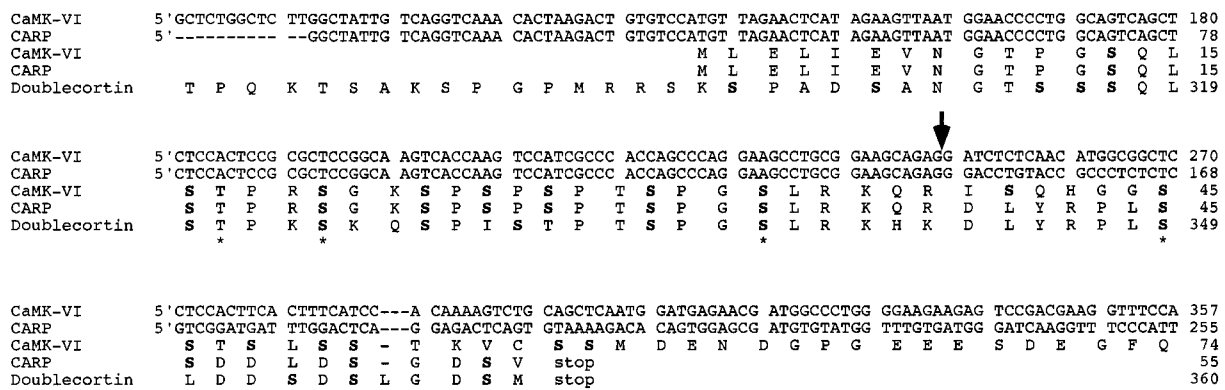 CaMK-VI 5'GCTCTGGCTC TTGGCTATTG TCAGGTCAAA CACTAAGACT GTGTCCATGT TAGAACTCAT AGAAGTTAAT GGAACCCCTG GCAGTCAGCT 180
CARP 5'---------- --GGCTATTG TCAGGTCAAA CACTAAGACT GTGTCCATGT TAGAACTCAT AGAAGTTAAT GGAACCCCTG GCAGTCAGCT 78
CaMK-VI M L E L I E V N G T P G S Q L 15
CARP M L E L I E V N G T P G S Q L 15
Doublecortin T P Q K T S A K S P G P M R R S K S P A D S A N G T S S S Q L 319
CaMK-VI 5'CTCCACTCCG CGCTCCGGCA AGTCACCAAG TCCATCGCCC ACCAGCCCAG GAAGCCTGCG GAAGCAGAGG ATCTCTCAAC ATGGCGGCTC 270
CARP 5'CTCCACTCCG CGCTCCGGCA AGTCACCAAG TCCATCGCCC ACCAGCCCAG GAAGCCTGCG GAAGCAGAGG GACCTGTACC GCCCTCTCTC 168
CaMK-VI S T P R S G K S P S P S P T S P G S L R K Q R I S Q H G G S 45
CARP S T P R S G K S P S P S P T S P G S L R K Q R D L Y R P L S 45
Doublecortin S T P K S K Q S P I S T P T S P G S L R K H K D L Y R P L S 349
* * * *
CaMK-VI 5'CTCCACTTCA CTTTCATCC---A CAAAAGTCTG CAGCTCAATG GATGAGAACG ATGGCCCTGG GGAAGAAGAG TCCGACGAAG GTTTCCA 357
CARP 5'GTCGGATGAT TTGGACTCA---G GAGACTCAGT GTAAAAGACA CAGTGGAGCG ATGTGTATGG TTTGTGATGG GATCAAGGTT TCCCATT 255
CaMK-VI S T S L S S - T K V C S S M D E N D G P G E E E S D E G F Q 74
CARP S D D L D S - G D S V stop 55
Doublecortin L D D S D S L G D S M stop 360